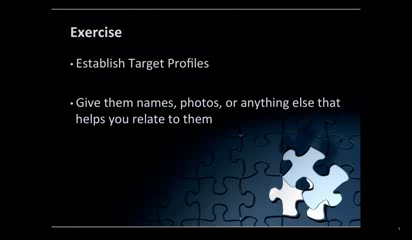 Exercise
• Establish Target Profiles
• Give them names, photos, or anything else that
helps you relate to them